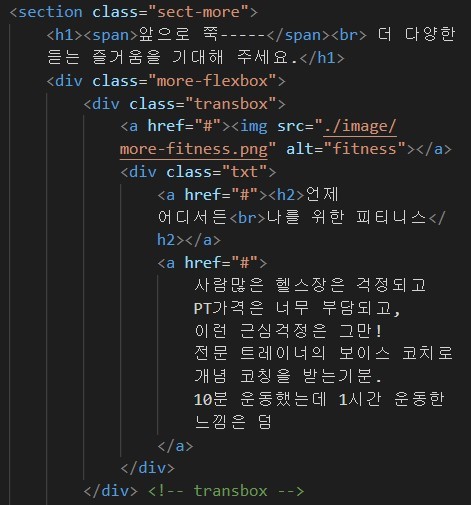 <section class="sect-more">
<h1><span>앞으로 쭉-----</span><br> 더 다양한
듣는 즐거움을 기대해 주세요.</h1>
<div class="more-flexbox">
<div class="transbox">
<a href="#"><img src="./image/
more-fitness.png" alt="fitness"></a>
<div class="txt">
<a href="#"><h2>언제
어디서든<br>나를 위한 피티니스</
h2></a>
<a href="#">
사람많은 헬스장은 걱정되고
PT가격은 너무 부담되고,
이런 근심걱정은 그만!
전문 트레이너의 보이스 코치로
개념 코칭을 받는기분.
10분 운동했는데 1시간 운동한
느낌은 덤
</a>
</div>
</div> <!-- transbox -->